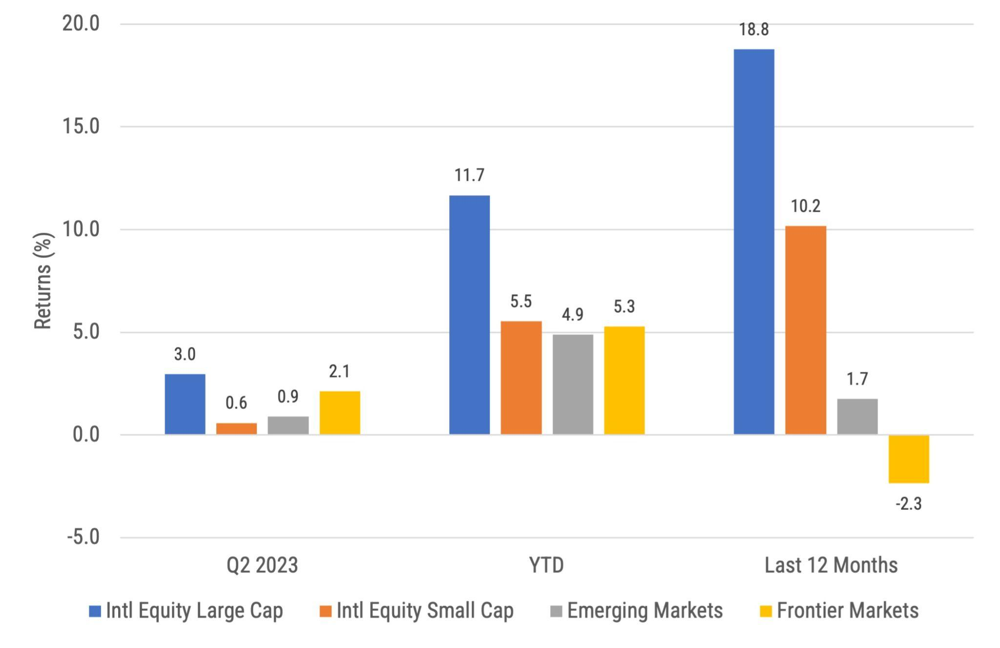 20.0
15.0
10.0
5.0
0.0
-5.0
Returns (%)
3.0
0.6
0.9
2.1
11.7
5.5
4.9
5.3
18.8
10.2
1.7
-2.3
Q2 2023
YTD
Last 12 Months
Intl Equity Large Cap
Intl Equity Small Cap
Emerging Markets
Frontier Markets